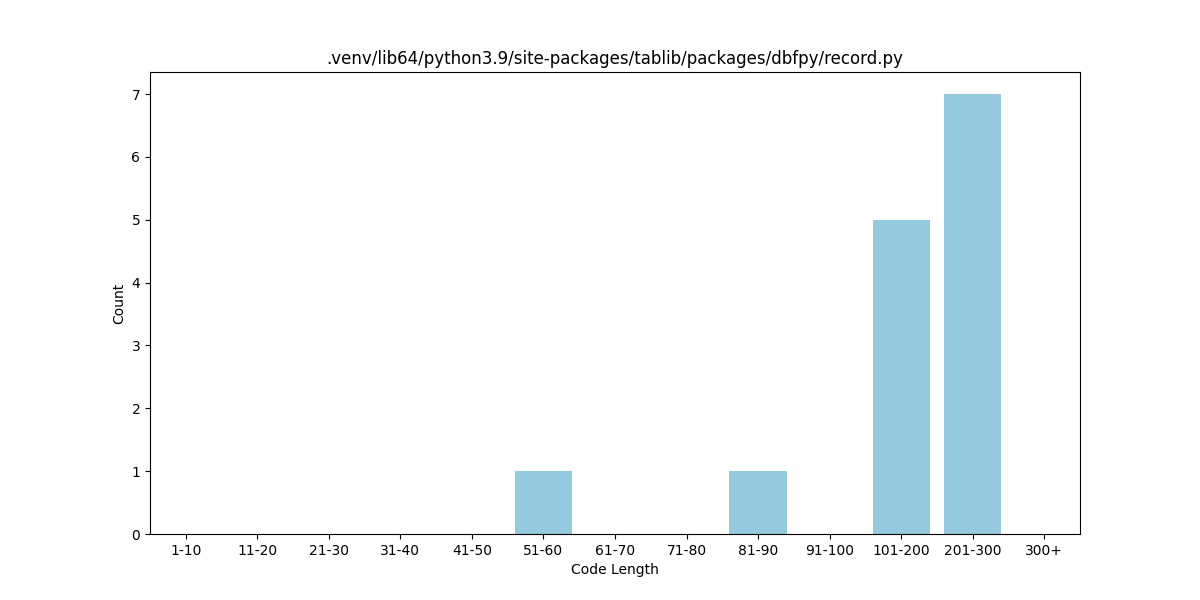 .venv/lib64/python3.9/site-packages/tablib/packages/dbfpy/record.py
7
6
5
4
3
2
1
0
Count
1-10 11-20 21-30 31-40 41-50 51-60 61-70 71-80 81-90 91-100 101-200 201-300 300+
Code Length